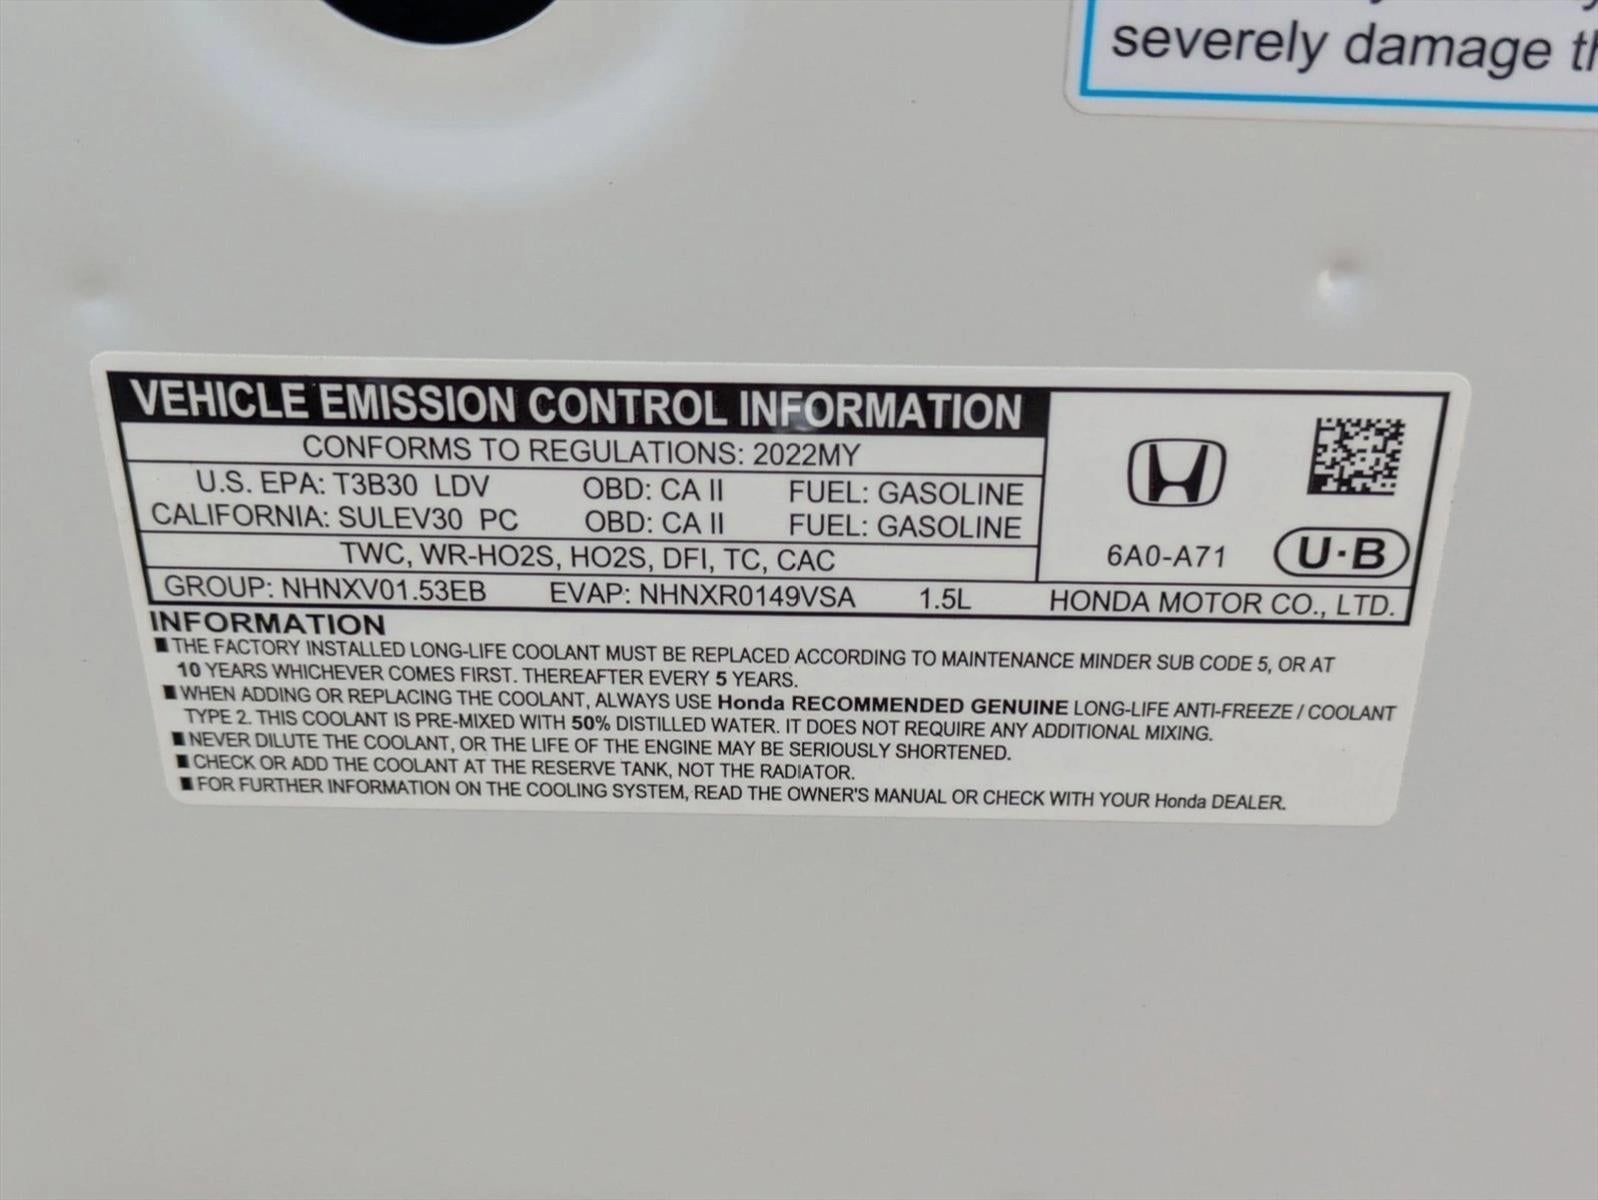 severely damage
VEHICLE EMISSION CONTROL INFORMATION
CONFORMS TO REGULATIONS: 2022MY
U.S. EPA: T3B30 LDV OBD: CA II FUEL: GASOLINE
CALIFORNIA: SULEV30 PC OBD: CA II FUEL: GASOLINE
TWC, WR-HO2S, HO2S, DFI, TC, CAC
6A0-A71 U·B
GROUP: NHNXV01.53EB EVAP: NHNXR0149VSA 1.5L HONDA MOTOR CO., LTD.
INFORMATION
■ THE FACTORY INSTALLED LONG-LIFE COOLANT MUST BE REPLACED ACCORDING TO MAINTENANCE MINDER SUB CODE 5, OR AT
10 YEARS WHICHEVER COMES FIRST. THEREAFTER EVERY 5 YEARS.
■ WHEN ADDING OR REPLACING THE COOLANT, ALWAYS USE Honda RECOMMENDED GENUINE LONG-LIFE ANTI-FREEZE / COOLANT
TYPE 2. THIS COOLANT IS PRE-MIXED WITH 50% DISTILLED WATER. IT DOES NOT REQUIRE ANY ADDITIONAL MIXING.
■ NEVER DILUTE THE COOLANT, OR THE LIFE OF THE ENGINE MAY BE SERIOUSLY SHORTENED.
■ CHECK OR ADD THE COOLANT AT THE RESERVE TANK, NOT THE RADIATOR.
■ FOR FURTHER INFORMATION ON THE COOLING SYSTEM, READ THE OWNER'S MANUAL OR CHECK WITH YOUR Honda DEALER.